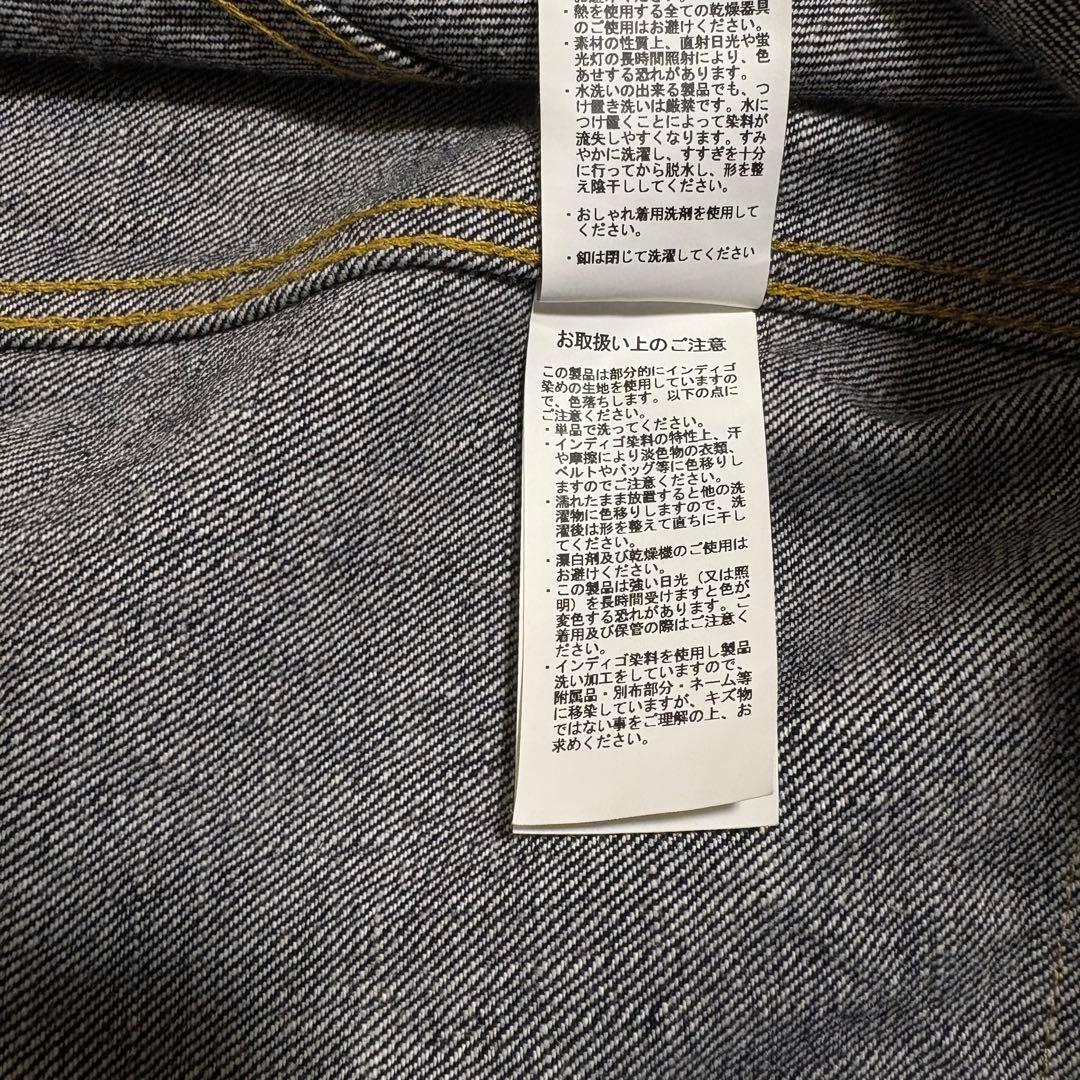 ・熱を使用する全ての乾燥器具
のご使用はお避けください。
・素材の性質上、直射日光や蛍
光灯の長時間照射により、色
あせする恐れがあります。
・水洗いの出来る製品でも、つ
け置き洗いは厳禁です。水に
つけ置くことによって染料が
流失しやすくなります。すみ
やかに洗濯し、すすぎを十分
に行ってから脱水し、形を整
え陰干ししてください。
・おしゃれ着用洗剤を使用して
ください。
・釦は閉じて洗濯してください
お取扱い上のご注意
この製品は部分的にインディゴ
染めの生地を使用していますの
で、色落ちします。以下の点に
ご注意ください。
・単品で洗ってください。
・インディゴ染料の特性上、汗
や摩擦により淡色物の衣類、
ベルトやバッグ等に色移りし
ますのでご注意ください。
・濡れたまま放置すると他の洗
濯物に色移りしますので、洗
濯後は形を整えて直ちに干し
てください。
・漂白剤及び乾燥機のご使用は
お避けください。
・この製品は強い日光（又は照
明）を長時間受けますと色が
変色する恐れがあります。ご
着用及び保管の際はご注意く
ださい。
・インディゴ染料を使用し製品
洗い加工をしていますので、
附属品・別布部分・ネーム等
に移染していますが、キズ物
ではない事をご理解の上、お
求めください。